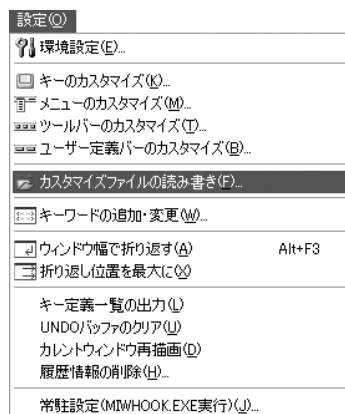 設定(O)
環境設定(E)...
キーのカスタマイズ(K)...
メニューのカスタマイズ(M)...
ツールバーのカスタマイズ(T)...
ユーザー定義バーのカスタマイズ(B)...
カスタマイズファイルの読み書き(F)...
キーワードの追加・変更(W)...
ウィンドウ幅で折り返す(A) Alt+F3
折り返し位置を最大に(X)
キー定義一覧の出力(L)
UNDOバッファのクリア(U)
カレントウィンドウ再描画(D)
履歴情報の削除(H)...
常駐設定(MIWHOOK.EXE実行)(J)...